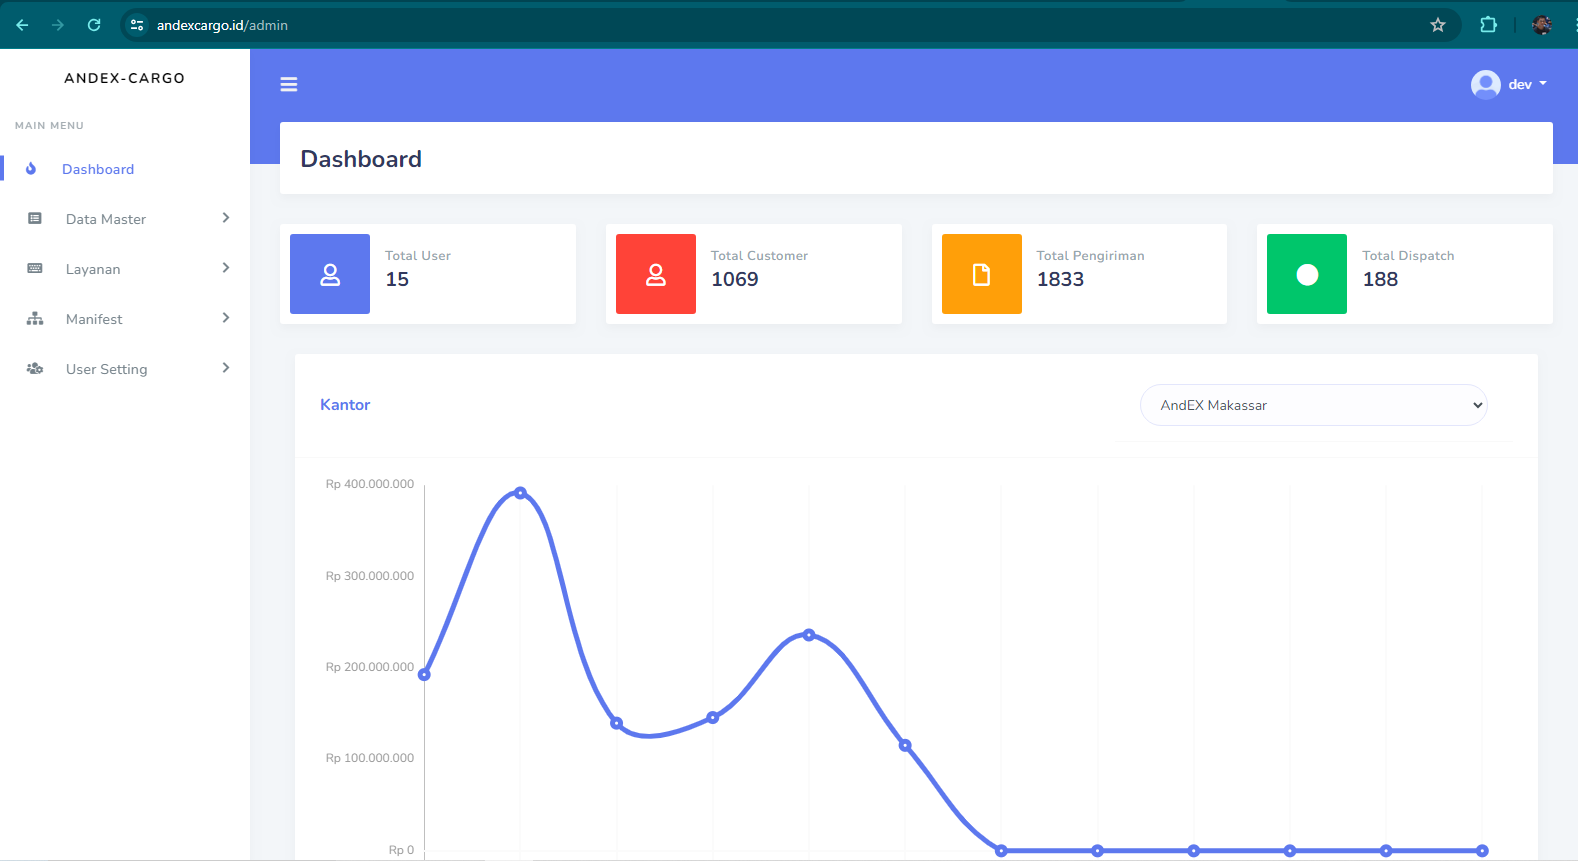 andexcargo.id/admin
ANDEX-CARGO
dev
MAIN MENU
Dashboard
Data Master
Layanan
Manifest
User Setting
Dashboard
Total User
15
Total Customer
1069
Total Pengiriman
1833
Total Dispatch
188
Kantor
AndEX Makassar
Rp 400.000.000
Rp 300.000.000
Rp 200.000.000
Rp 100.000.000
Rp 0